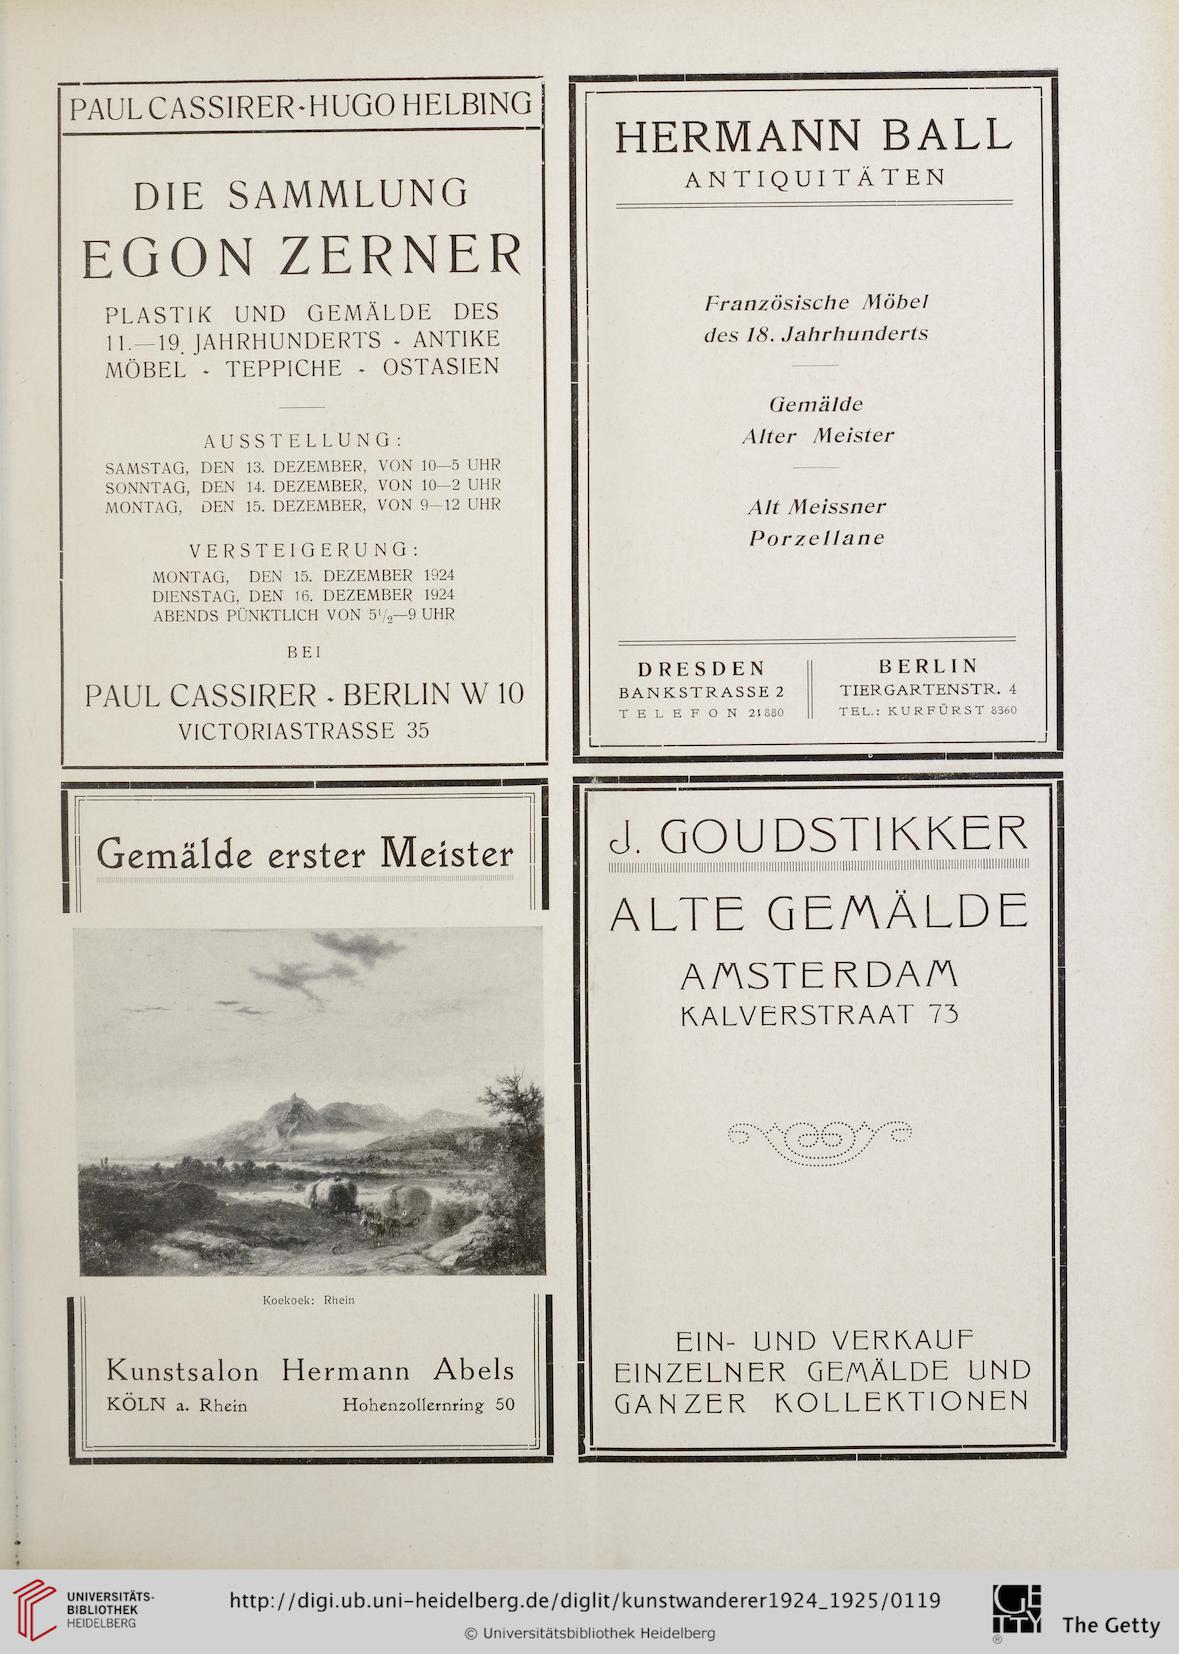 PAUL CASSIRER-HUGO HELBING
DIE SAMMLUNG
EGON ZERNER
PLASTIK UND GEMÄLDE DES
11.—19. JAHRHUNDERTS - ANTIKE
MÖBEL - TEPPICHE - OSTASIEN
AUSSTELLUNG:
SAMSTAG, DEN 13. DEZEMBER, VON 10—5 UHR
SONNTAG, DEN 14. DEZEMBER, VON 10—2 UHR
MONTAG, DEN 15. DEZEMBER, VON 9—12 UHR
VERSTEIGERUNG:
MONTAG, DEN 15. DEZEMBER 1924
DIENSTAG, DEN 16. DEZEMBER 1924
ABENDS PÜNKTLICH VON 5½—9 UHR
BEI
PAUL CASSIRER - BERLIN W 10
VICTORIASTRASSE 35
HERMANN BALL
ANTIQUITÄTEN
Französische Möbel
des 18. Jahrhunderts
Gemälde
Alter Meister
Alt Meissner
Porzellane
DRESDEN
BANKSTRASSE 2
TELEFON 21880
BERLIN
TIERGARTENSTR. 4
TEL.: KURFÜRST 8360
Gemälde erster Meister
Koekoek: Rhein
Kunstsalon Hermann Abels
KÖLN a. Rhein Hohenzollernring 50
J. GOUDSTIKKER
ALTE GEMÄLDE
AMSTERDAM
KALVERSTRAAT 73
EIN- UND VERKAUF
EINZELNER GEMÄLDE UND
GANZER KOLLEKTIONEN
UNIVERSITÄTS-
BIBLIOTHEK
HEIDELBERG
http://digi.ub.uni-heidelberg.de/diglit/kunstwanderer1924_1925/0119
© Universitätsbibliothek Heidelberg
GETTY
®
The Getty